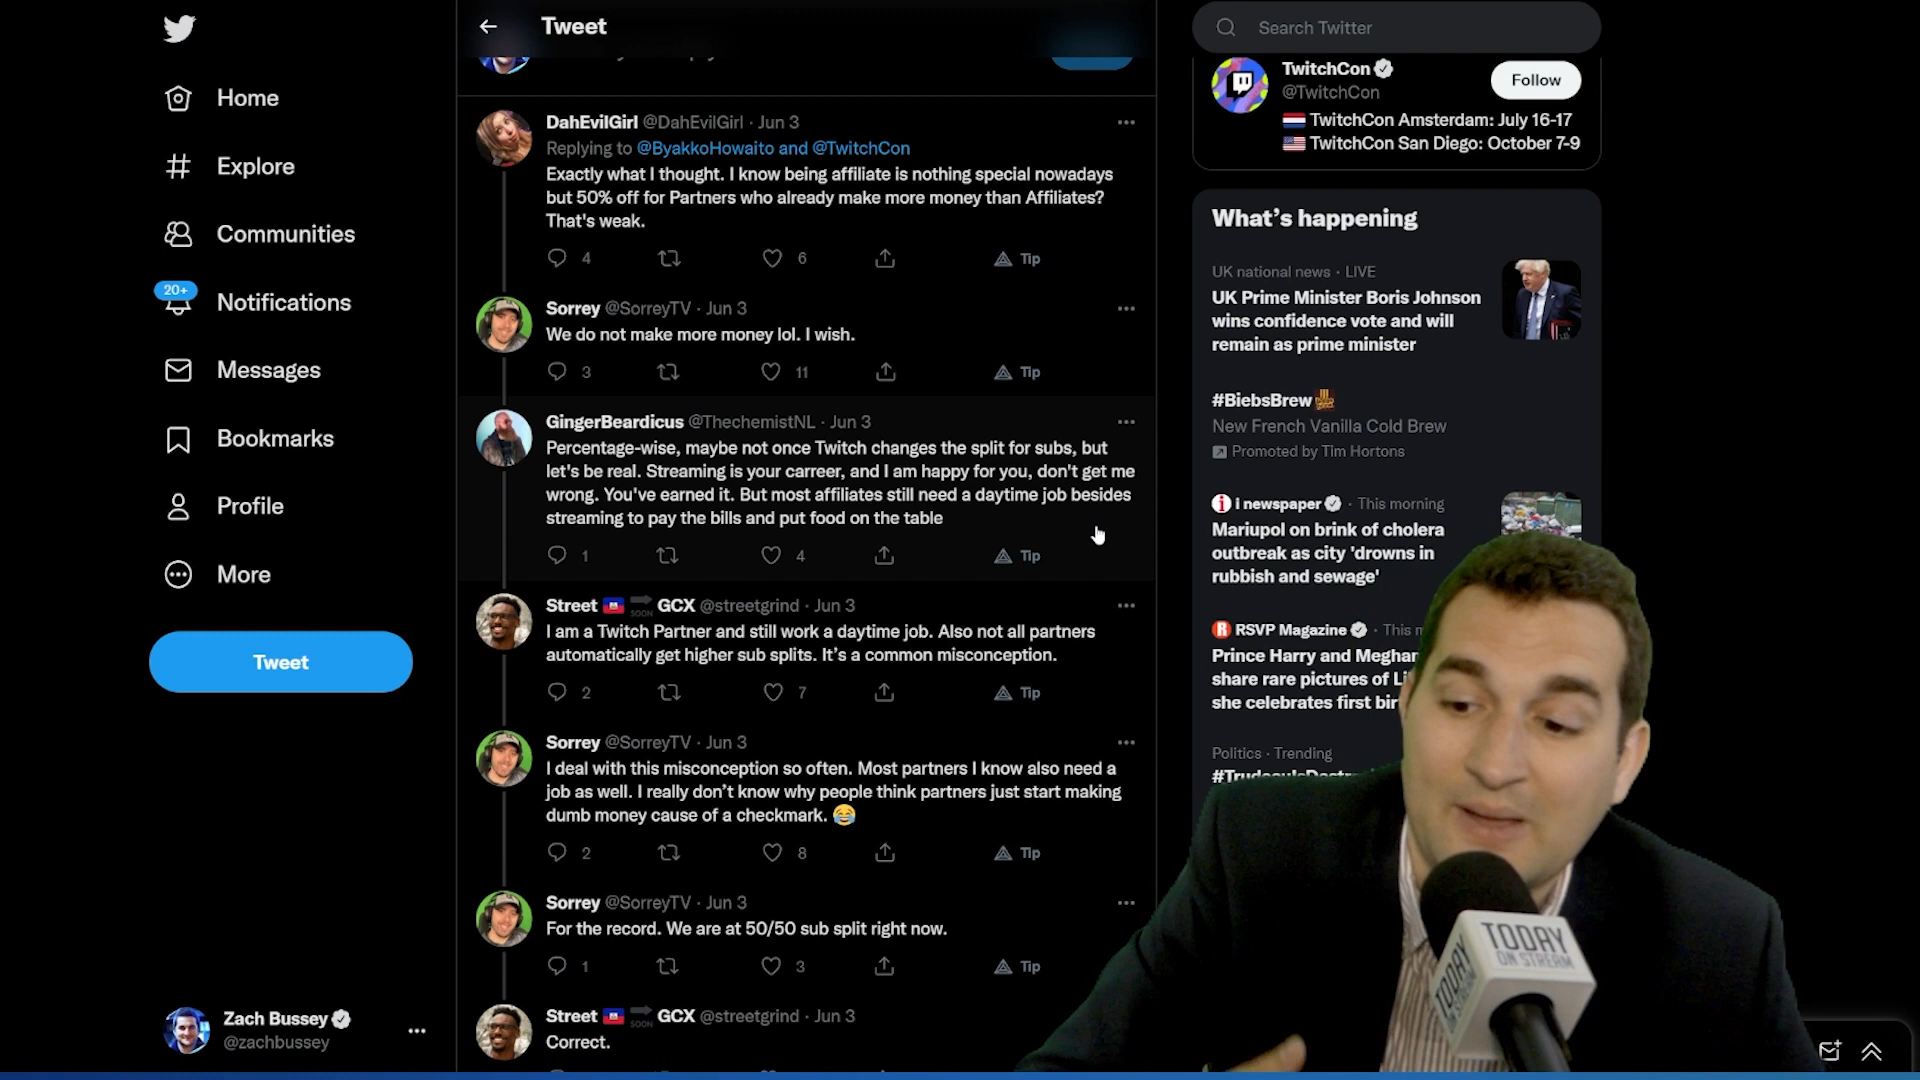 Home
Explore
Communities
20+
Notifications
Messages
Bookmarks
Profile
More
Tweet
Zach Bussey
@zachbussey
Tweet
DahEvilGirl @DahEvilGirl · Jun 3
Replying to @ByakkoHowaito and @TwitchCon
Exactly what I thought. I know being affiliate is nothing special nowadays
but 50% off for Partners who already make more money than Affiliates?
That's weak.
4 6 Tip
Sorrey @SorreyTV · Jun 3
We do not make more money lol. I wish.
3 11 Tip
GingerBeardicus @ThechemistNL · Jun 3
Percentage-wise, maybe not once Twitch changes the split for subs, but
let's be real. Streaming is your carreer, and I am happy for you, don't get me
wrong. You've earned it. But most affiliates still need a daytime job besides
streaming to pay the bills and put food on the table
1 4 Tip
Street 🇭🇹 🔜 GCX @streetgrind · Jun 3
I am a Twitch Partner and still work a daytime job. Also not all partners
automatically get higher sub splits. It’s a common misconception.
2 7 Tip
Sorrey @SorreyTV · Jun 3
I deal with this misconception so often. Most partners I know also need a
job as well. I really don’t know why people think partners just start making
dumb money cause of a checkmark. 😂
2 8 Tip
Sorrey @SorreyTV · Jun 3
For the record. We are at 50/50 sub split right now.
1 3 Tip
Street 🇭🇹 🔜 GCX @streetgrind · Jun 3
Correct.
Search Twitter
TwitchCon
@TwitchCon
Follow
🇳🇱 TwitchCon Amsterdam: July 16-17
🇺🇸 TwitchCon San Diego: October 7-9
What’s happening
UK national news · LIVE
UK Prime Minister Boris Johnson
wins confidence vote and will
remain as prime minister
#BiebsBrew
New French Vanilla Cold Brew
Promoted by Tim Hortons
i newspaper · This morning
Mariupol on brink of cholera
outbreak as city 'drowns in
rubbish and sewage'
RSVP Magazine · This
Prince Harry and Meghan
share rare pictures of
she celebrates first
Politics · Trending
TODAY
ON STREAM
TODAY
ON STREAM